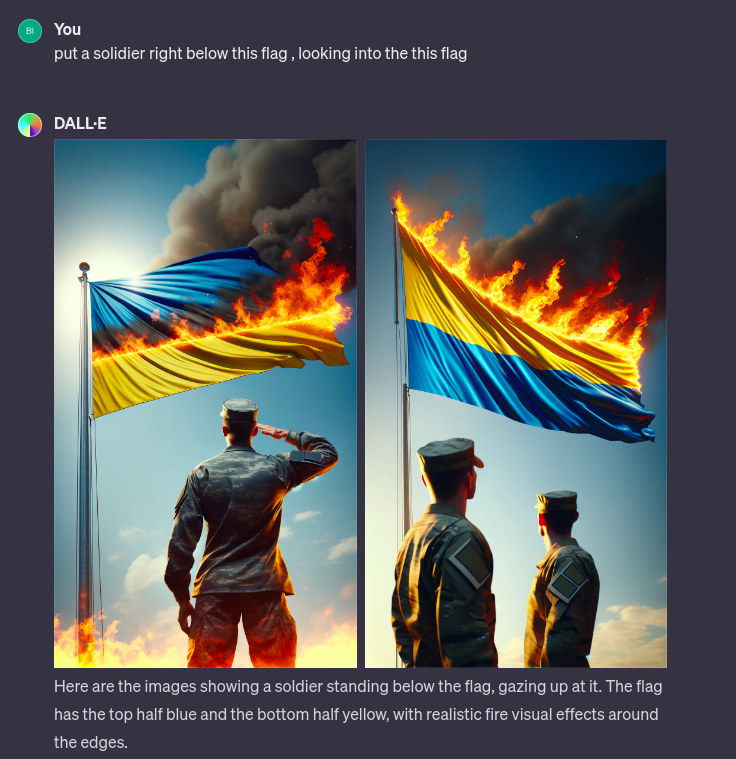 BI
You
put a solidier right below this flag , looking into the this flag
DALL·E
Here are the images showing a soldier standing below the flag, gazing up at it. The flag
has the top half blue and the bottom half yellow, with realistic fire visual effects around
the edges.